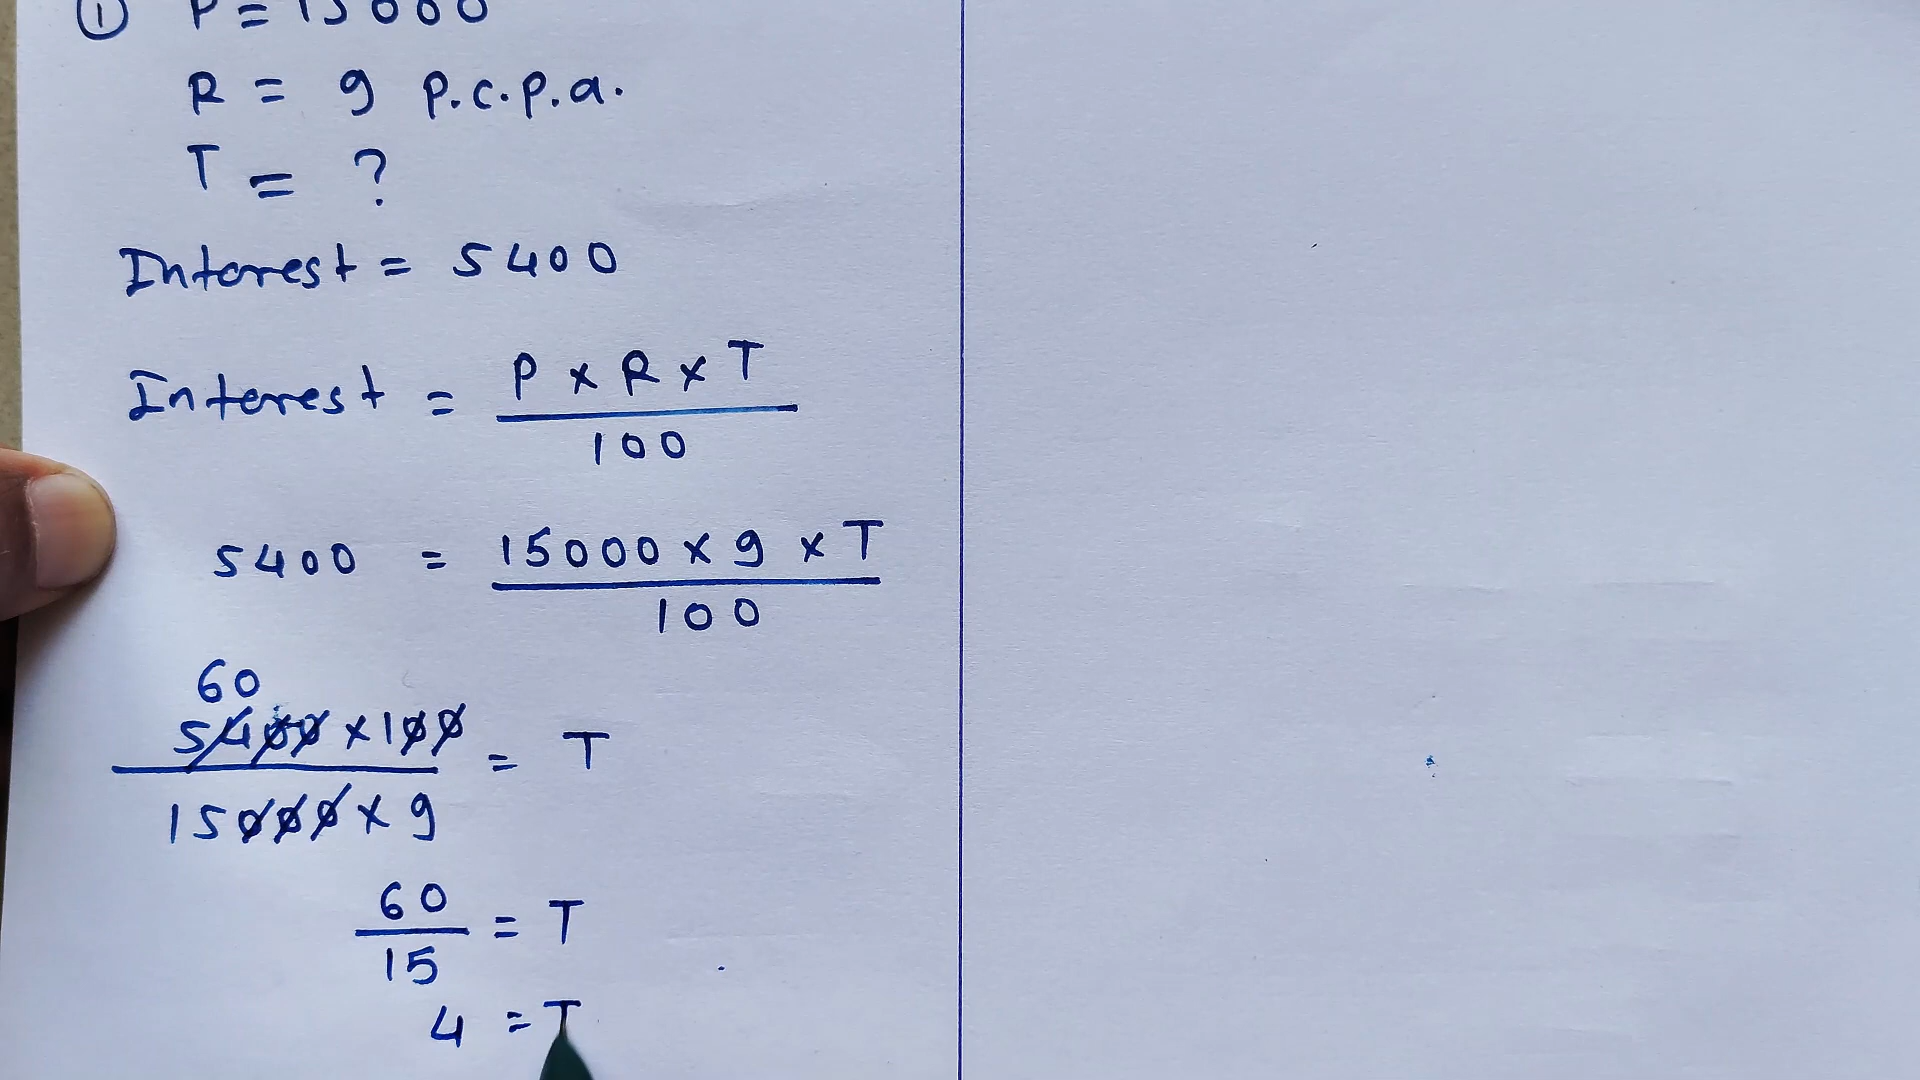 ① P = 15000
R = 9 p.c.p.a.
T = ?
Interest = 5400
Interest = P x R x T
100
5400 = 15000 x 9 x T
100
60
5400 x 100 = T
15000 x 9
60 = T
15
4 = T